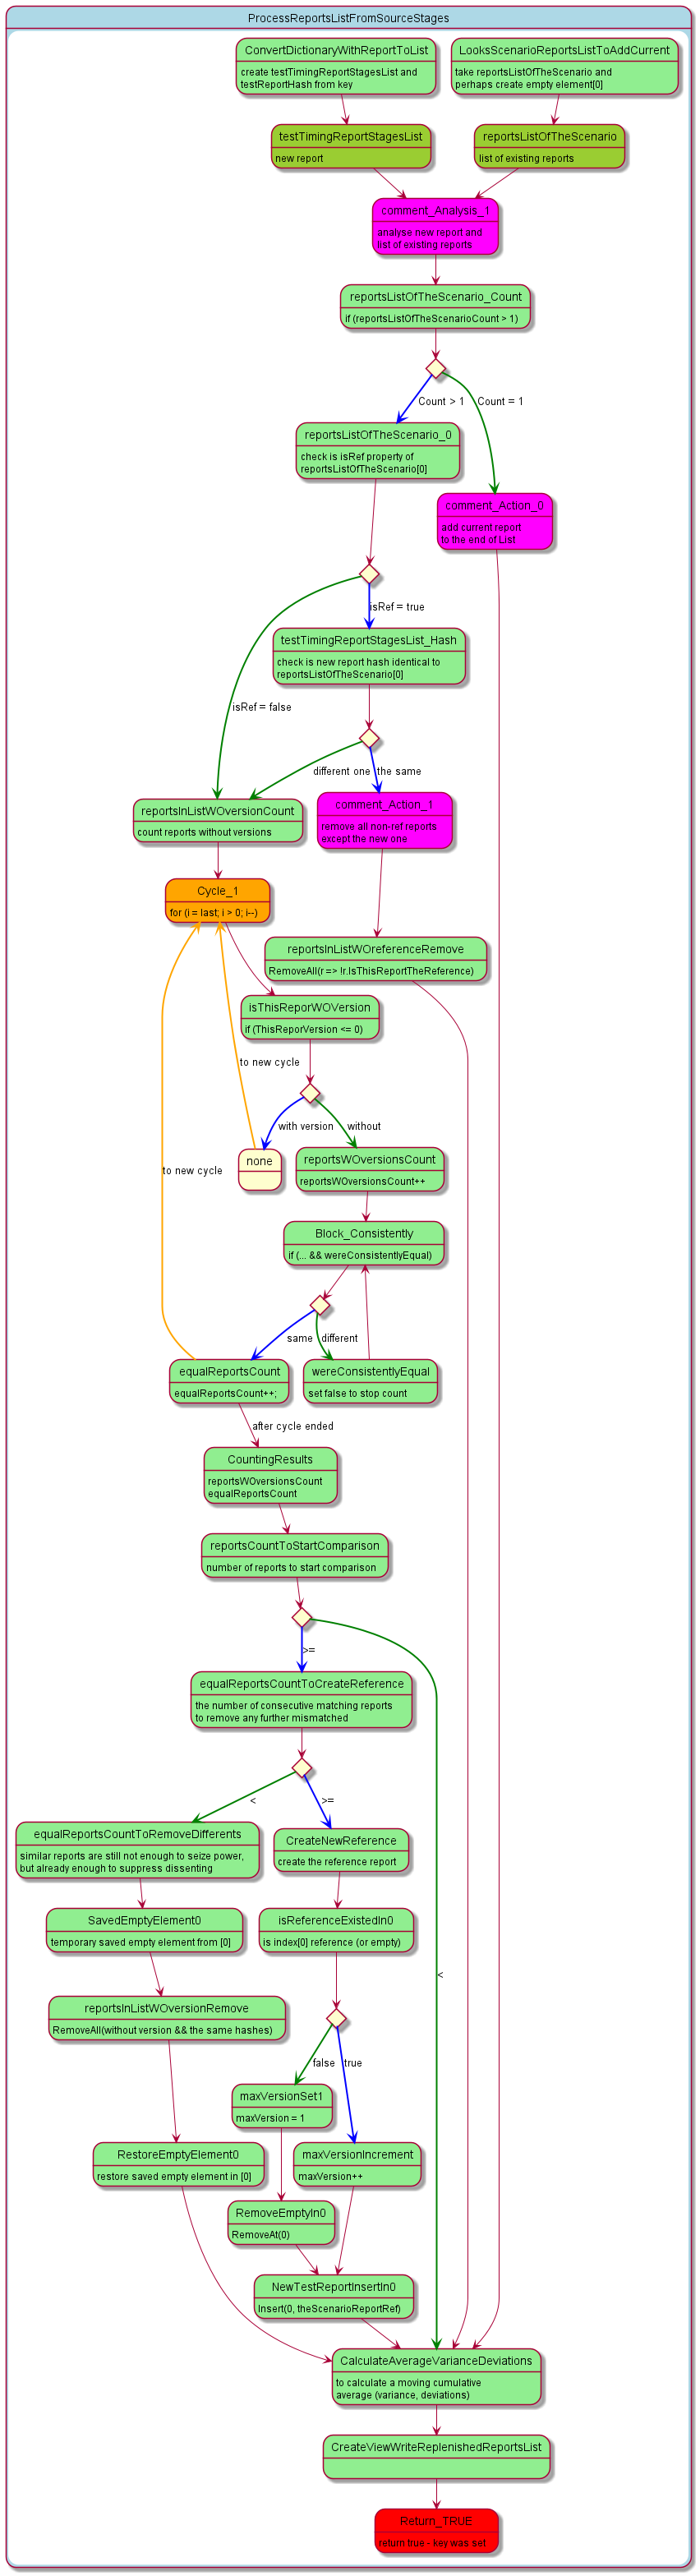 ProcessReportsListFromSourceStages
ConvertDictionaryWithReportToList
create testTimingReportStagesList and
testReportHash from key
LooksScenarioReportsListToAddCurrent
take reportsListOfTheScenario and
perhaps create empty element[0]
testTimingReportStagesList
new report
reportsListOfTheScenario
list of existing reports
comment_Analysis_1
analyse new report and
list of existing reports
reportsListOfTheScenario_Count
if (reportsListOfTheScenarioCount > 1)
Count > 1
Count = 1
reportsListOfTheScenario_0
check is isRef property of
reportsListOfTheScenario[0]
comment_Action_0
add current report
to the end of List
isRef = true
testTimingReportStagesList_Hash
check is new report hash identical to
reportsListOfTheScenario[0]
isRef = false
different one
the same
reportsInListWOversionCount
count reports without versions
comment_Action_1
remove all non-ref reports
except the new one
Cycle_1
for (i = last; i > 0; i--)
reportsInListWOreferenceRemove
RemoveAll(r => !r.IsThisReportTheReference)
isThisReporWOVersion
if (ThisReporVersion <= 0)
to new cycle
with version
without
to new cycle
none
reportsWOversionsCount
reportsWOversionsCount++
Block_Consistently
if (... && wereConsistentlyEqual)
same
different
equalReportsCount
equalReportsCount++;
wereConsistentlyEqual
set false to stop count
after cycle ended
CountingResults
reportsWOversionsCount
equalReportsCount
reportsCountToStartComparison
number of reports to start comparison
>=
equalReportsCountToCreateReference
the number of consecutive matching reports
to remove any further mismatched
<
>=
equalReportsCountToRemoveDifferents
similar reports are still not enough to seize power,
but already enough to suppress dissenting
CreateNewReference
create the reference report
SavedEmptyElement0
temporary saved empty element from [0]
isReferenceExistedIn0
is index[0] reference (or empty)
<
reportsInListWOversionRemove
RemoveAll(without version && the same hashes)
false
true
maxVersionSet1
maxVersion = 1
RestoreEmptyElement0
restore saved empty element in [0]
maxVersionIncrement
maxVersion++
RemoveEmptyIn0
RemoveAt(0)
NewTestReportInsertIn0
Insert(0, theScenarioReportRef)
CalculateAverageVarianceDeviations
to calculate a moving cumulative
average (variance, deviations)
CreateViewWriteReplenishedReportsList
Return_TRUE
return true - key was set